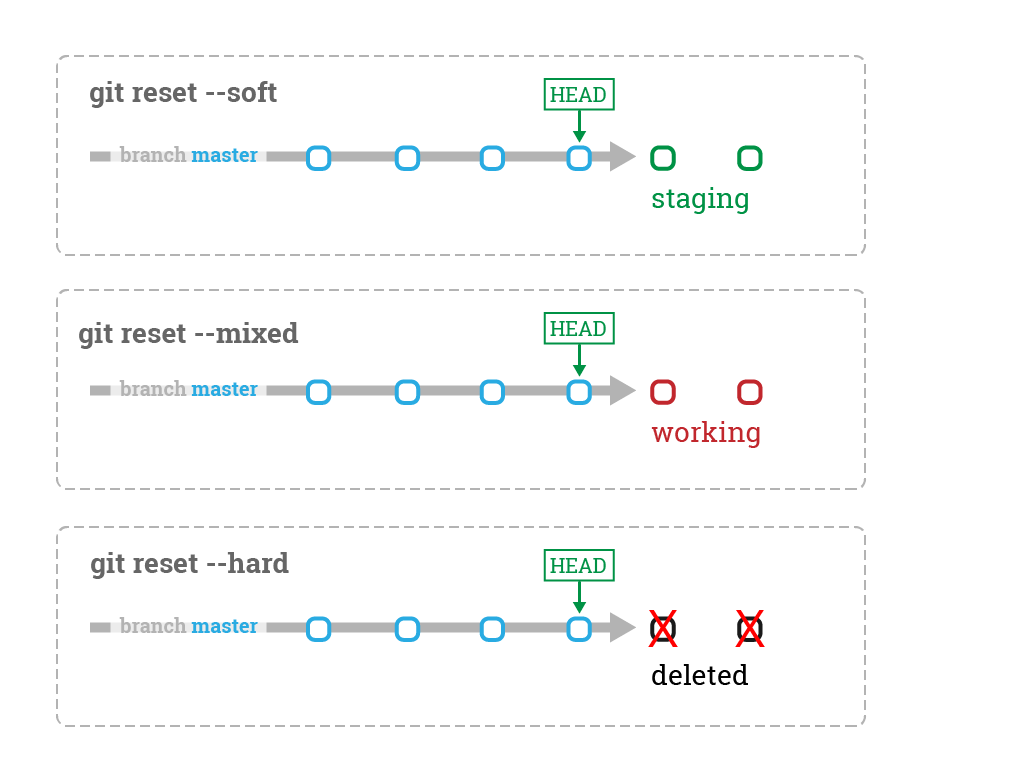 git reset --soft
HEAD
branch master
staging
git reset --mixed
HEAD
branch master
working
git reset --hard
HEAD
branch master
deleted